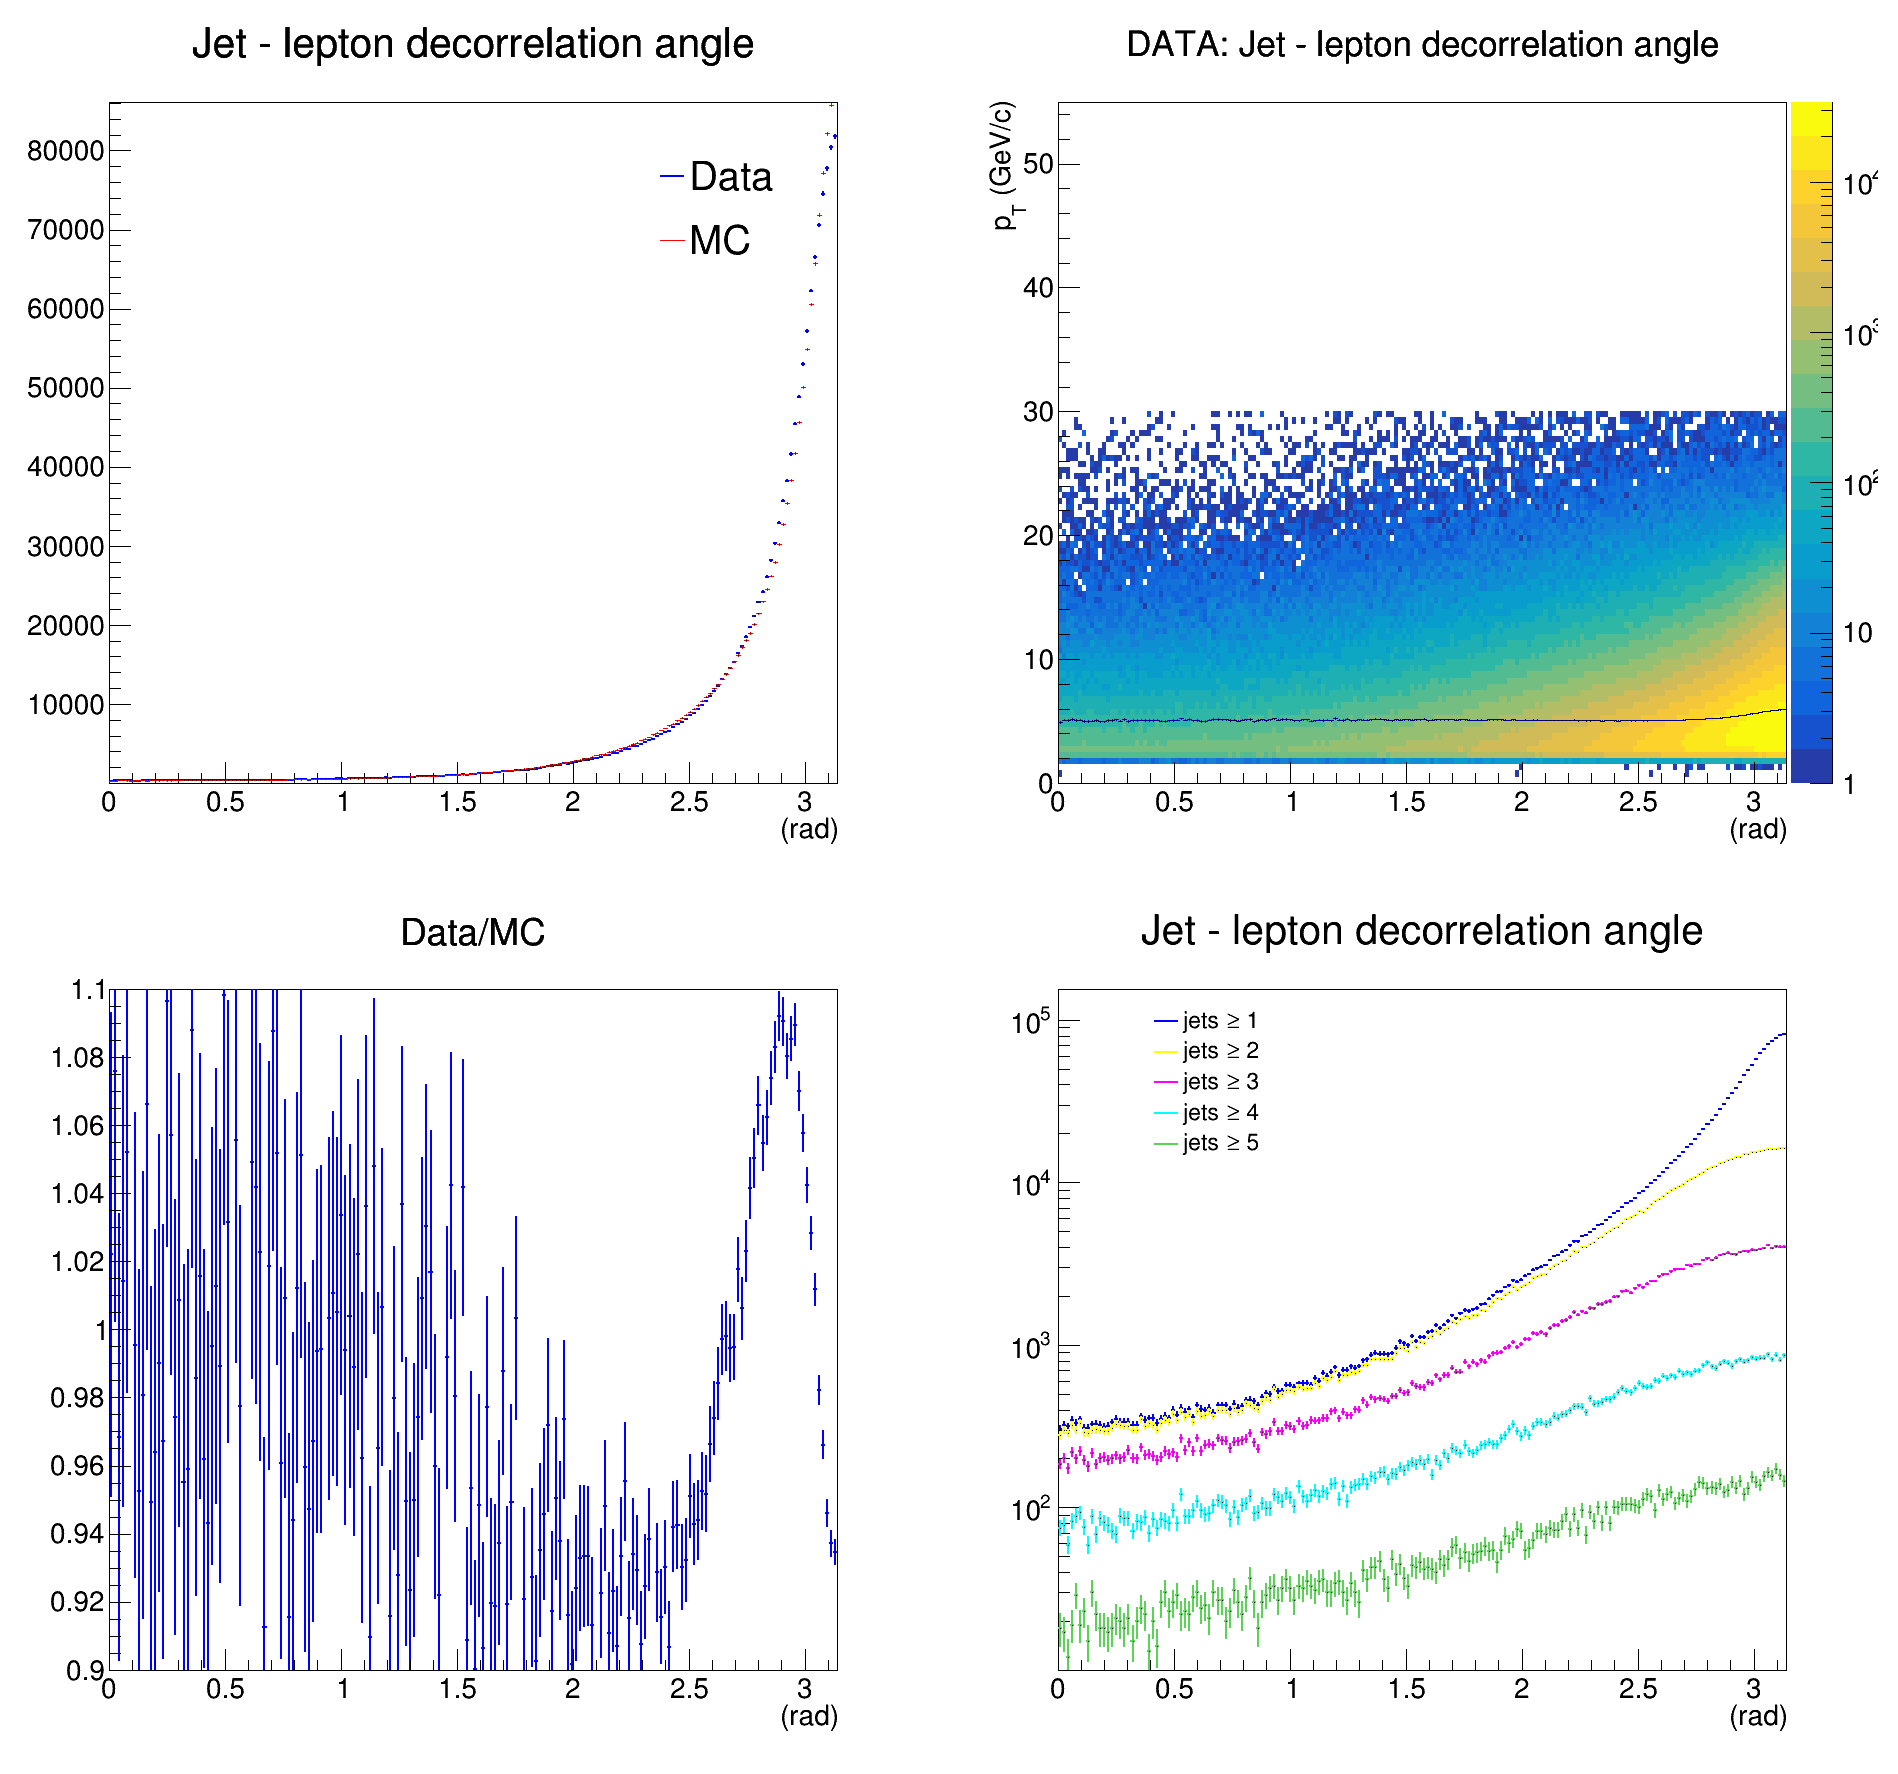 Jet - lepton decorrelation angle
80000
70000
60000
50000
40000
30000
20000
10000
Data
MC
0 0.5 1 1.5 2 2.5 3
(rad)
DATA: Jet - lepton decorrelation angle
p_T (GeV/c)
50
40
30
20
10
0
0 0.5 1 1.5 2 2.5 3
(rad)
10^4
10^3
10^2
10
1
Data/MC
1.1
1.08
1.06
1.04
1.02
1
0.98
0.96
0.94
0.92
0.9
0 0.5 1 1.5 2 2.5 3
(rad)
Jet - lepton decorrelation angle
10^5
10^4
10^3
10^2
jets ≥ 1
jets ≥ 2
jets ≥ 3
jets ≥ 4
jets ≥ 5
0 0.5 1 1.5 2 2.5 3
(rad)